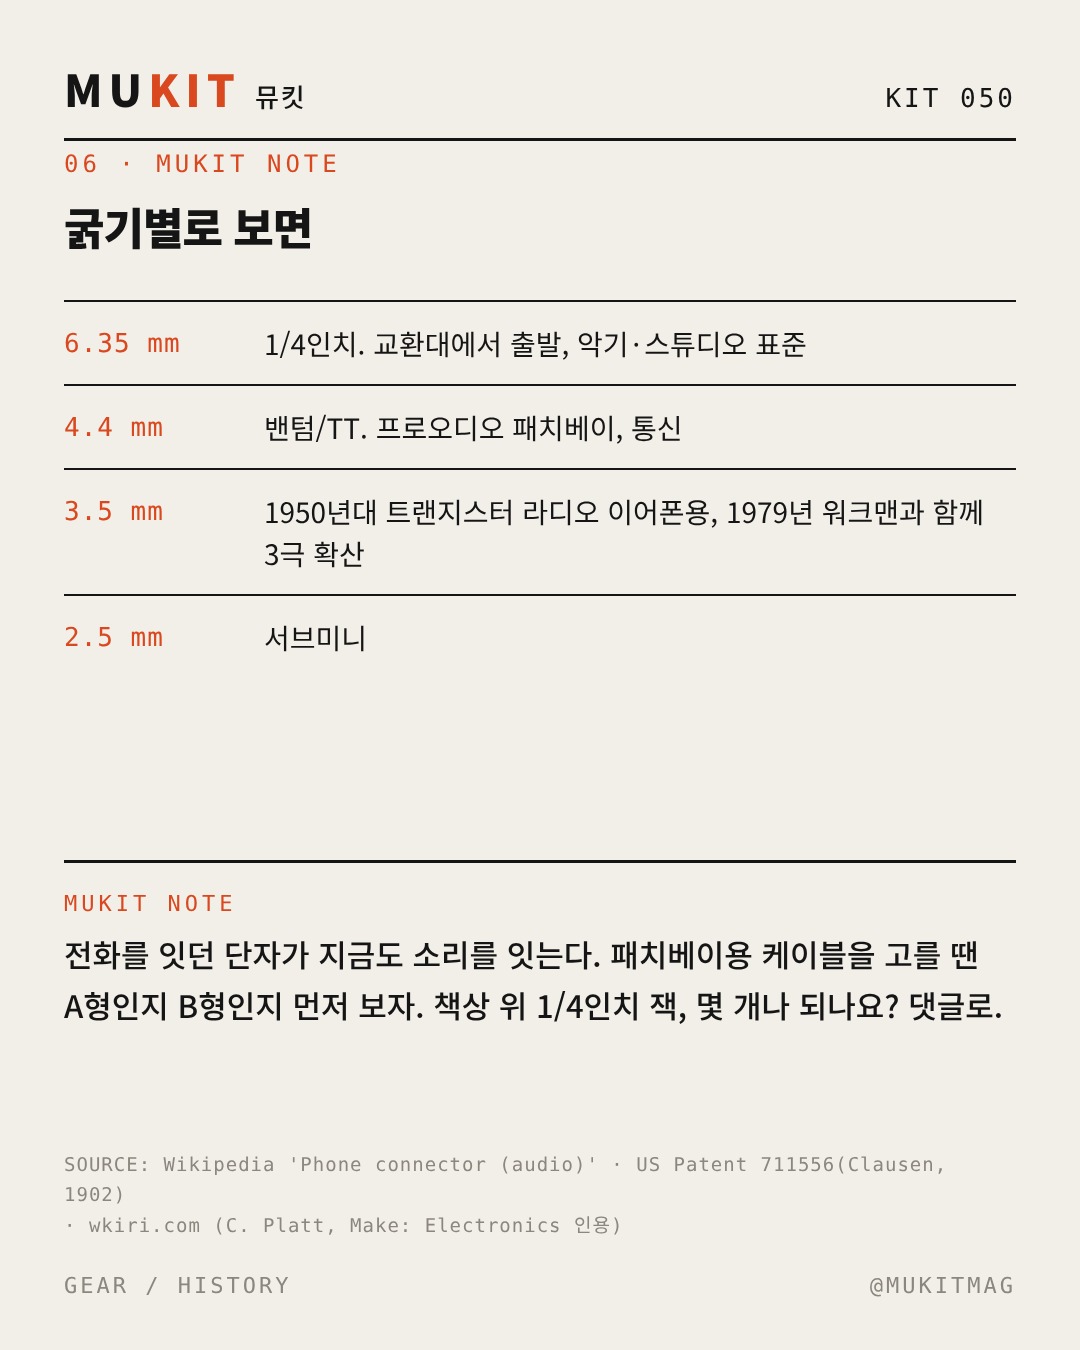 MUKIT 뮤킷
KIT 050
06 · MUKIT NOTE
굵기별로 보면
6.35 mm 1/4인치. 교환대에서 출발, 악기·스튜디오 표준
4.4 mm 밴텀/TT. 프로오디오 패치베이, 통신
3.5 mm 1950년대 트랜지스터 라디오 이어폰용, 1979년 워크맨과 함께
3극 확산
2.5 mm 서브미니
MUKIT NOTE
전화를 잇던 단자가 지금도 소리를 잇는다. 패치베이용 케이블을 고를 땐
A형인지 B형인지 먼저 보자. 책상 위 1/4인치 잭, 몇 개나 되나요? 댓글로.
SOURCE: Wikipedia 'Phone connector (audio)' · US Patent 711556(Clausen,
1902)
· wkiri.com (C. Platt, Make: Electronics 인용)
GEAR / HISTORY
@MUKITMAG